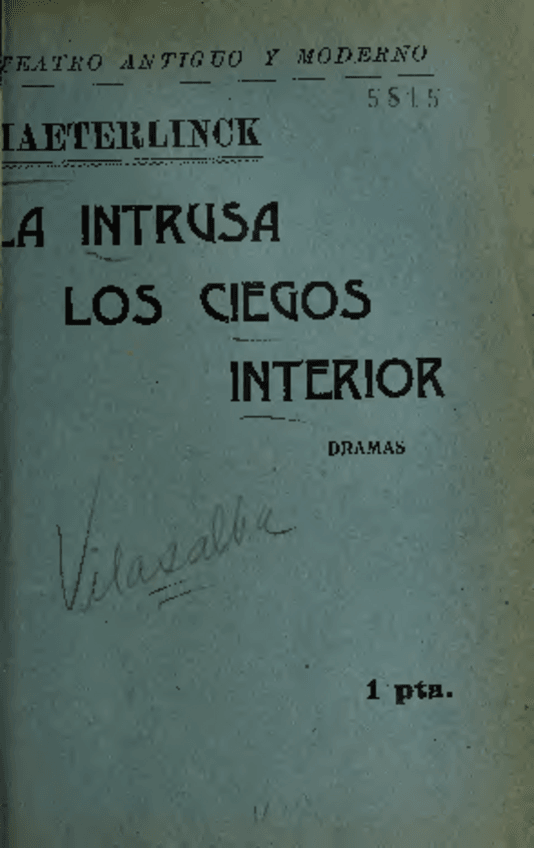 TEATRO ANTIGUO Y MODERNO
5815
MAETERLINCK
LA INTRUSA
LOS CIEGOS
INTERIOR
DRAMAS
Vilasalba
1 pta.